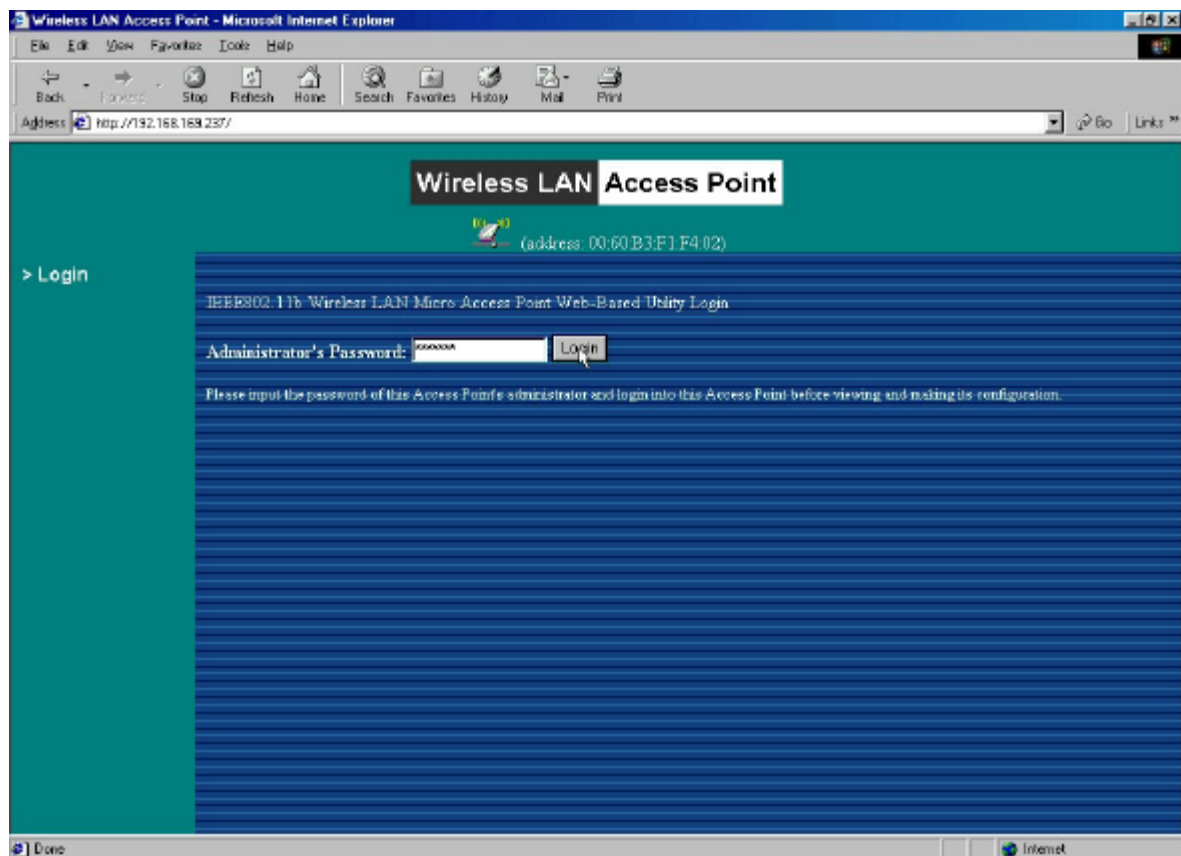 Wireless LAN Access Point - Microsoft Internet Explorer
File Edit View Favorites Tools Help
Back Forward Stop Refresh Home Search Favorites History Mail Print
Address http://192.168.169.237/ Go Links »
Wireless LAN Access Point
(address: 00:60:B3:F1:F4:02)
> Login
IEEE802.11b Wireless LAN Micro Access Point Web-Based Utility Login
Administrator's Password: Login
Please input the password of this Access Point's administrator and login into this Access Point before viewing and making its configuration.
Done Internet